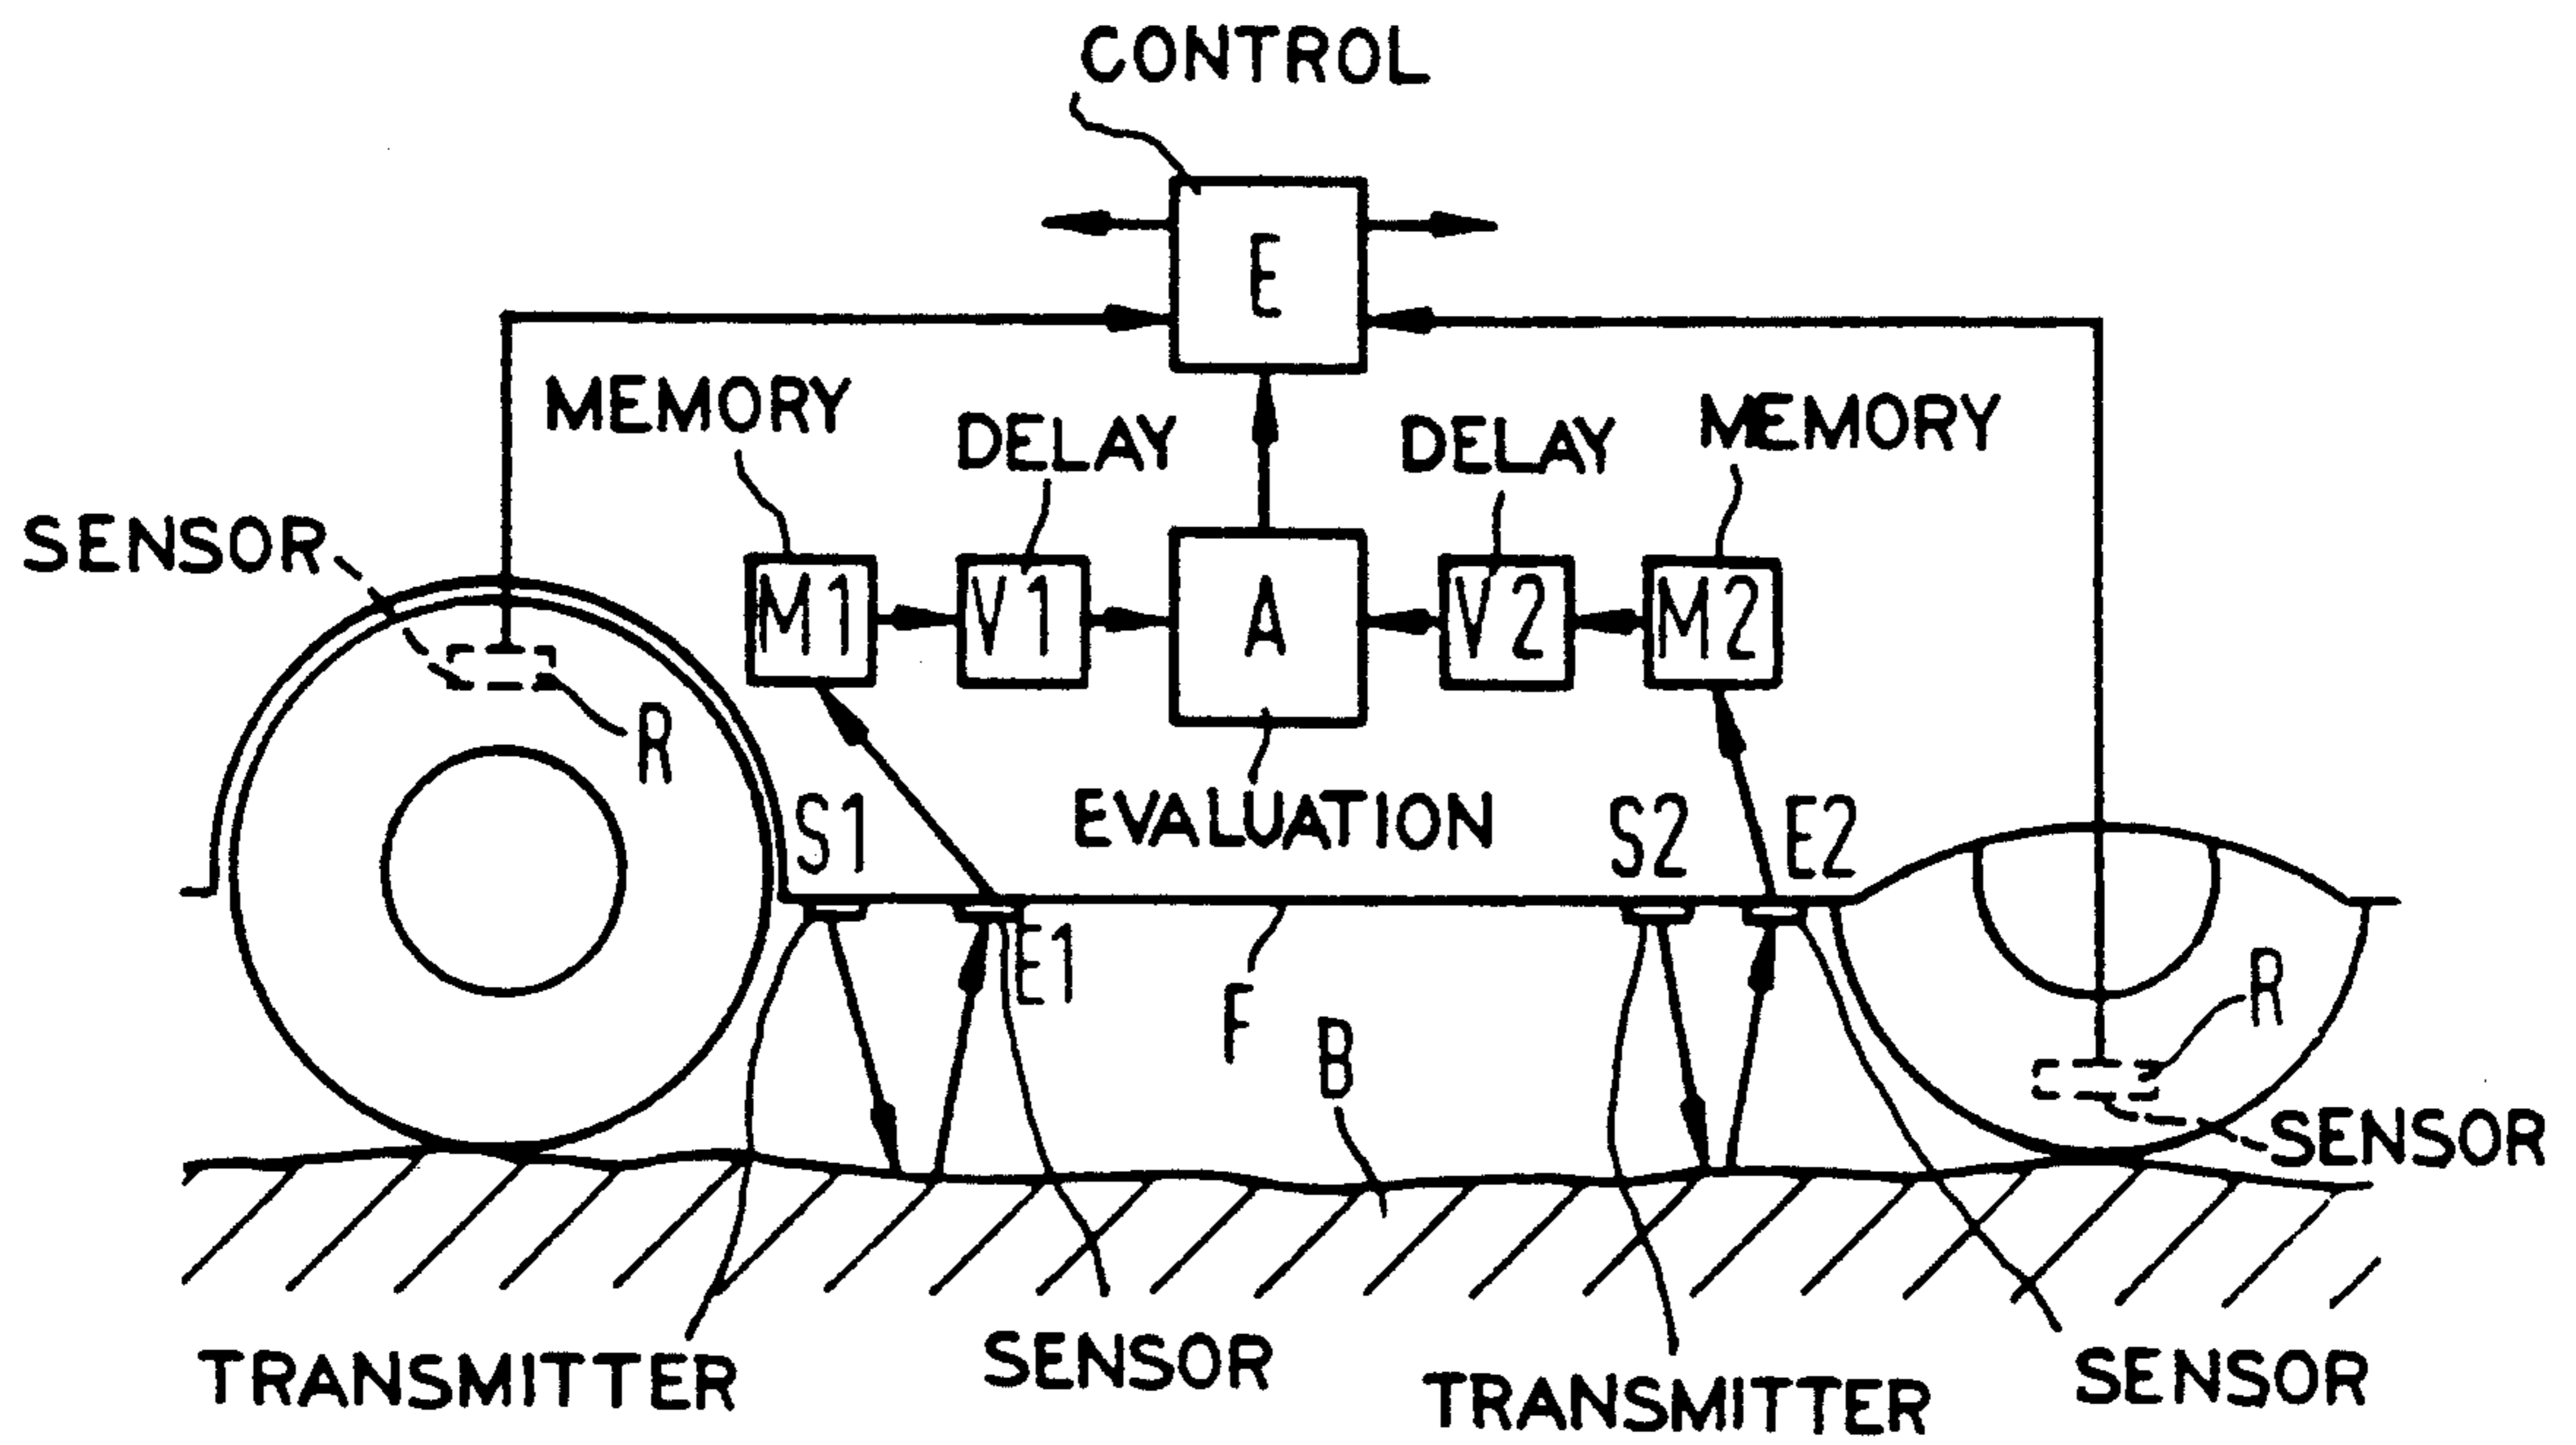 CONTROL
E
MEMORY
DELAY
DELAY
MEMORY
SENSOR
M1
V1
A
V2
M2
R
EVALUATION
S1
S2
E2
E1
F
B
R
SENSOR
TRANSMITTER
SENSOR
TRANSMITTER
SENSOR